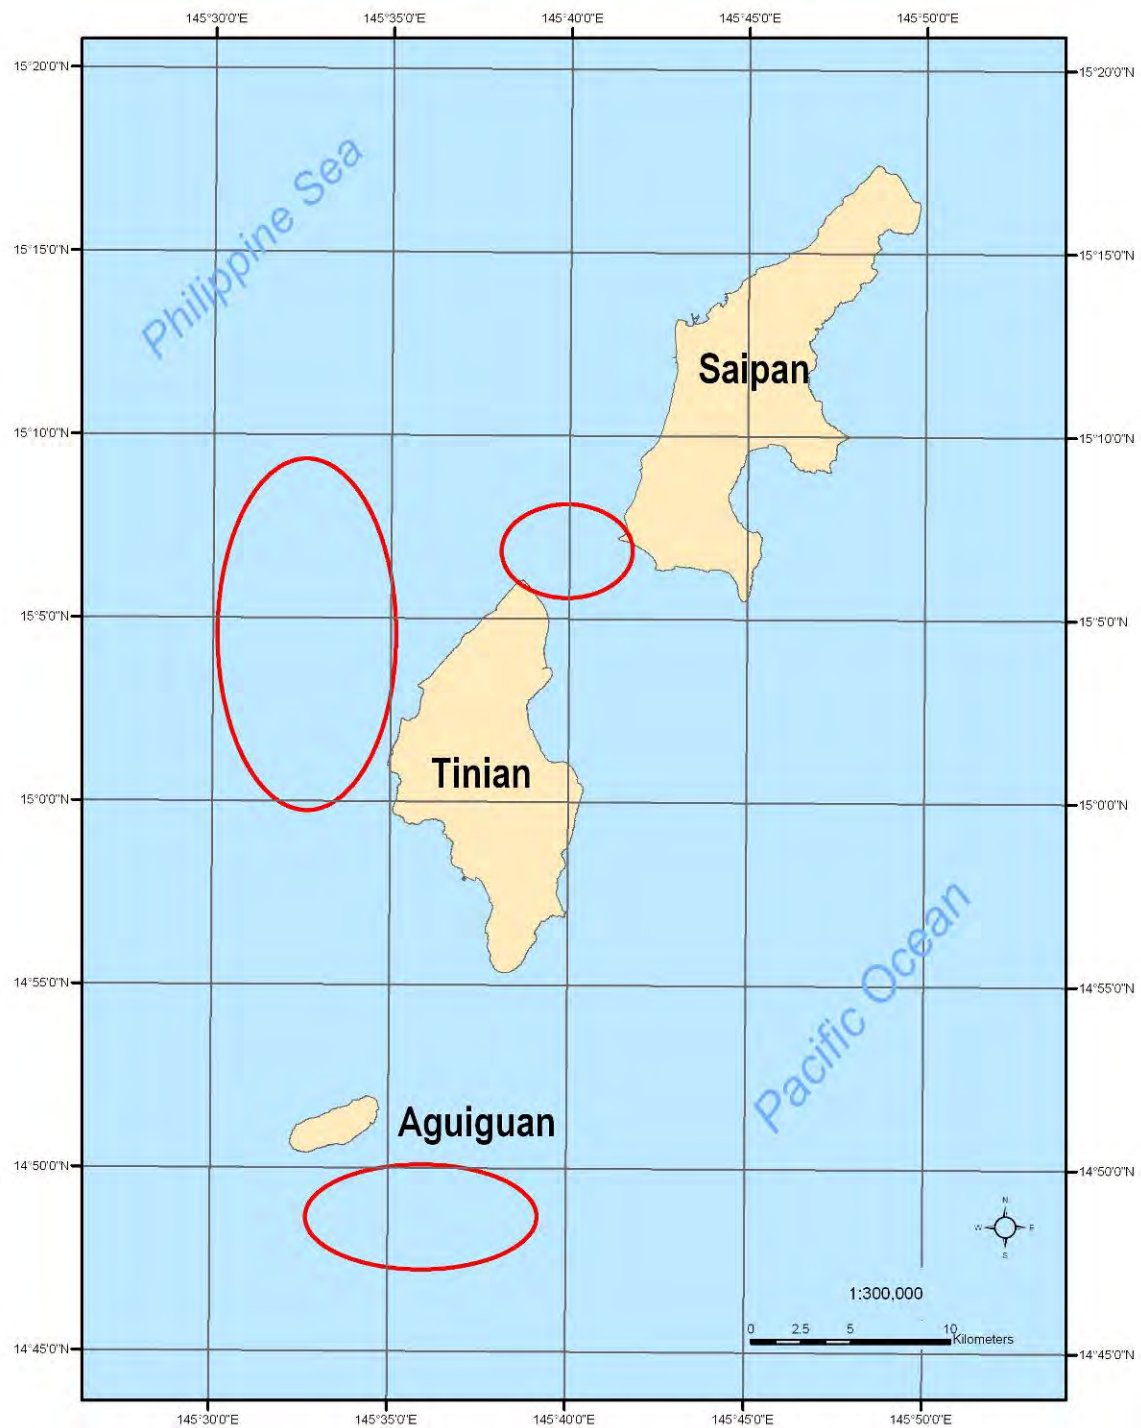 145°30'0"E 145°35'0"E 145°40'0"E 145°45'0"E 145°50'0"E
15°20'0"N 15°20'0"N
Philippine Sea
15°15'0"N 15°15'0"N
Saipan
15°10'0"N 15°10'0"N
15°5'0"N 15°5'0"N
Tinian
15°0'0"N 15°0'0"N
Pacific Ocean
14°55'0"N 14°55'0"N
Aguiguan
14°50'0"N 14°50'0"N
N
W E
S
1:300,000
0 2.5 5 10
Kilometers
14°45'0"N 14°45'0"N
145°30'0"E 145°35'0"E 145°40'0"E 145°45'0"E 145°50'0"E